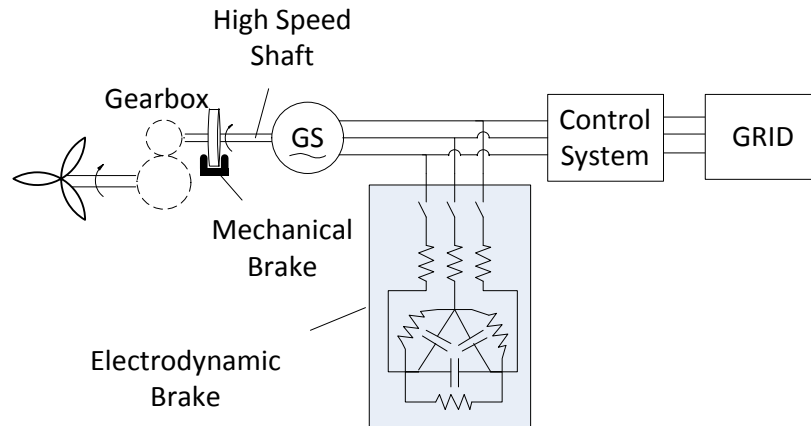 High Speed
Shaft
Gearbox
GS
Control
System
GRID
Mechanical
Brake
Electrodynamic
Brake